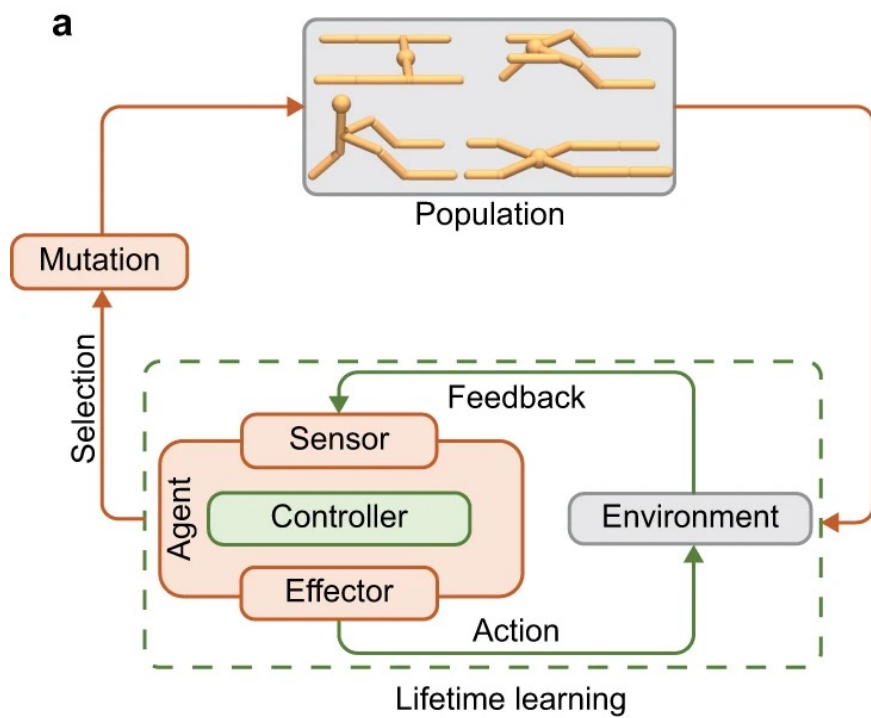 a
Population
Mutation
Selection
Feedback
Sensor
Agent
Controller
Environment
Effector
Action
Lifetime learning